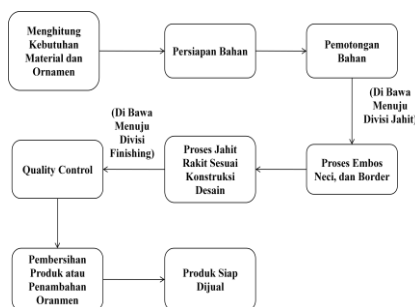 Menghitung
Kebutuhan
Material dan
Ornamen
Persiapan Bahan
Pemotongan
Bahan
(Di Bawa
Menuju
Divisi Jahit)
Proses Embos
Neci, dan Border
Proses Jahit
Rakit Sesuai
Konstruksi
Desain
(Di Bawa
Menuju
Divisi
Finishing)
Quality Control
Pembersihan
Produk atau
Penambahan
Oranmen
Produk Siap
Dijual